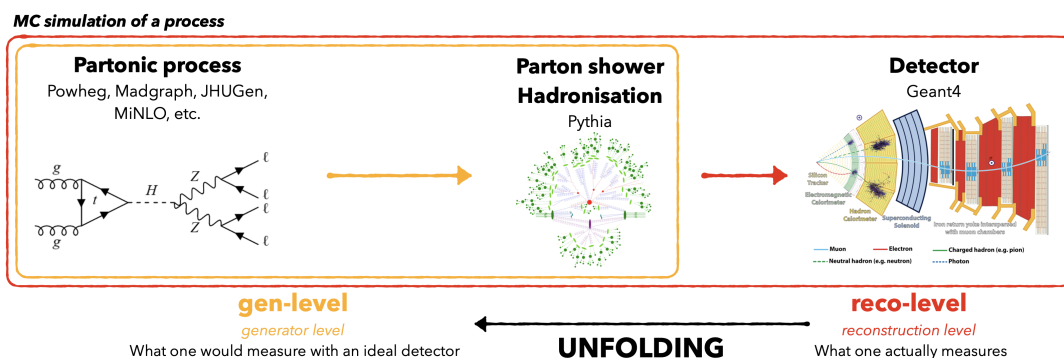 MC simulation of a process
Partonic process
Powheg, Madgraph, JHUGen,
MiNLO, etc.
g
g
t
H
Z
Z
ℓ
ℓ
ℓ
ℓ
Parton shower
Hadronisation
Pythia
Detector
Geant4
Silicon
Tracker
Electromagnetic
Calorimeter
Hadron
Calorimeter
Superconducting
Solenoid
Iron return yoke interspersed
with muon chambers
Muon
Electron
Charged hadron (e.g. pion)
Neutral hadron (e.g. neutron)
Photon
gen-level
generator level
What one would measure with an ideal detector
UNFOLDING
reco-level
reconstruction level
What one actually measures